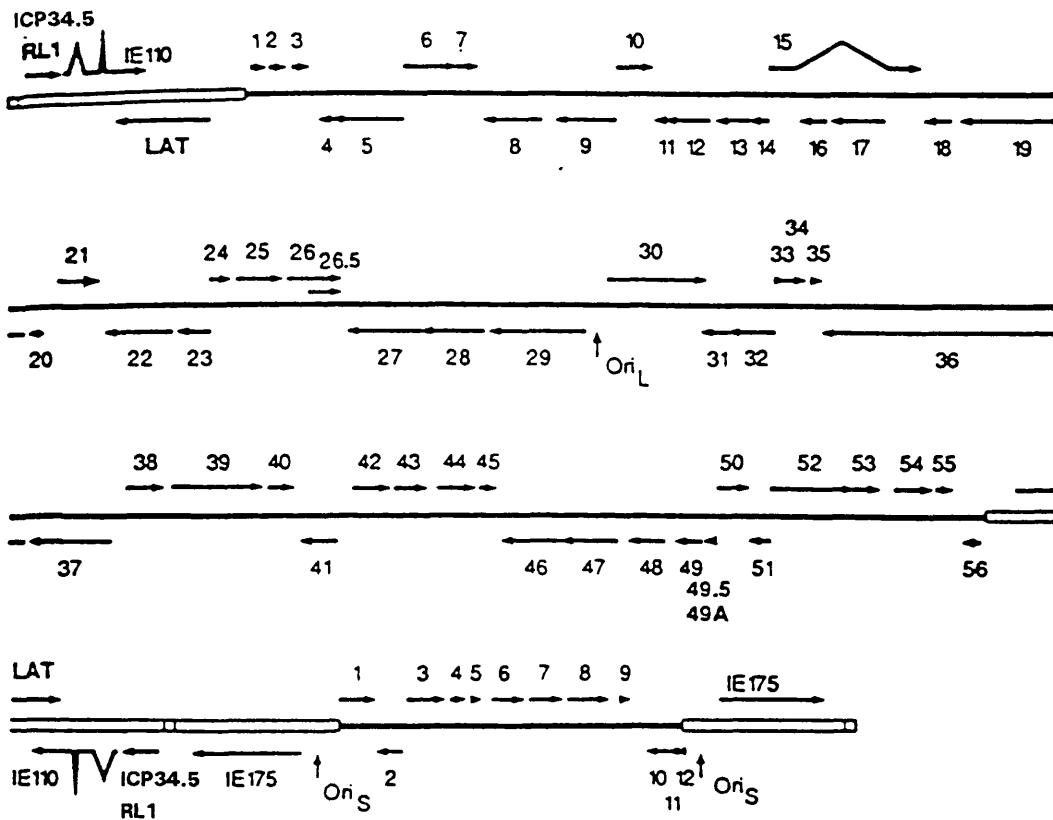 ICP34.5
RL1 IE110 1 2 3 6 7 10 15
LAT 4 5 8 9 11 12 13 14 16 17 18 19
34
21 24 25 26 26.5 30 33 35
20 22 23 27 28 29 31 32 36
OriL
38 39 40 42 43 44 45 50 52 53 54 55
37 41 46 47 48 49 51 56
49.5
49A
LAT 1 3 4 5 6 7 8 9 IE175
IE110 ICP34.5 IE175 OriS 2 10 12 OriS
RL1 11